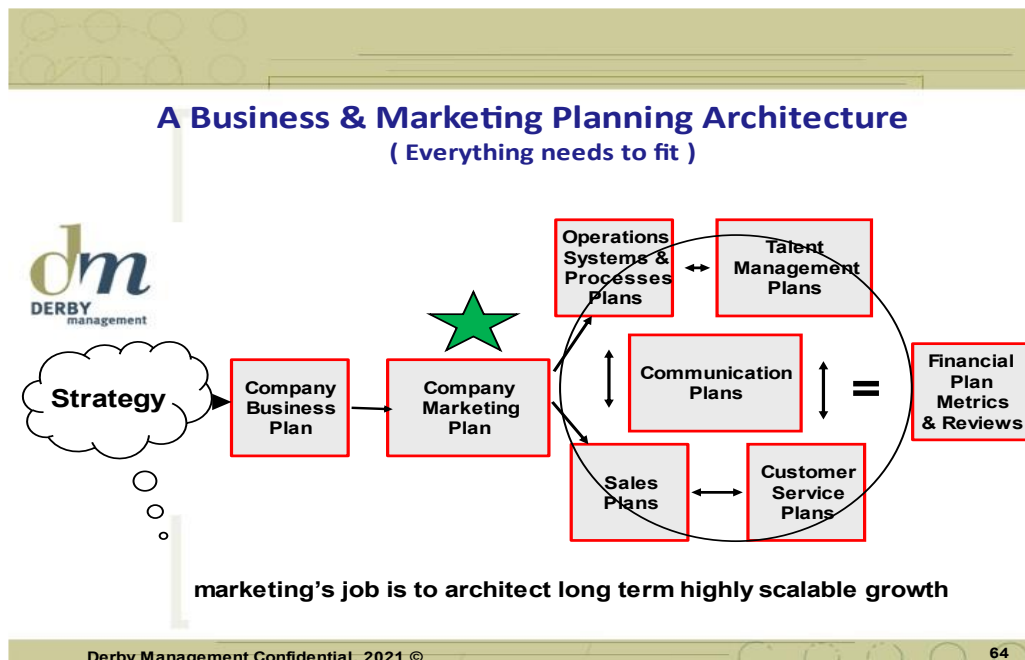 A Business & Marketing Planning Architecture
( Everything needs to fit )
dm
DERBY
management
Strategy
Company
Business
Plan
Company
Marketing
Plan
Operations
Systems &
Processes
Plans
Talent
Management
Plans
Communication
Plans
Sales
Plans
Customer
Service
Plans
=
Financial
Plan
Metrics
& Reviews
marketing's job is to architect long term highly scalable growth
Derby Management Confidential 2021 ©
64